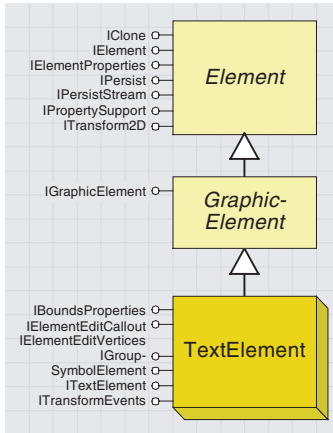 IClone
IElement
IElementProperties
IPersist
IPersistStream
IPropertySupport
ITransform2D
Element
IGraphicElement
Graphic-
Element
IBoundsProperties
IElementEditCallout
IElementEditVertices
IGroup-
SymbolElement
ITextElement
ITransformEvents
TextElement